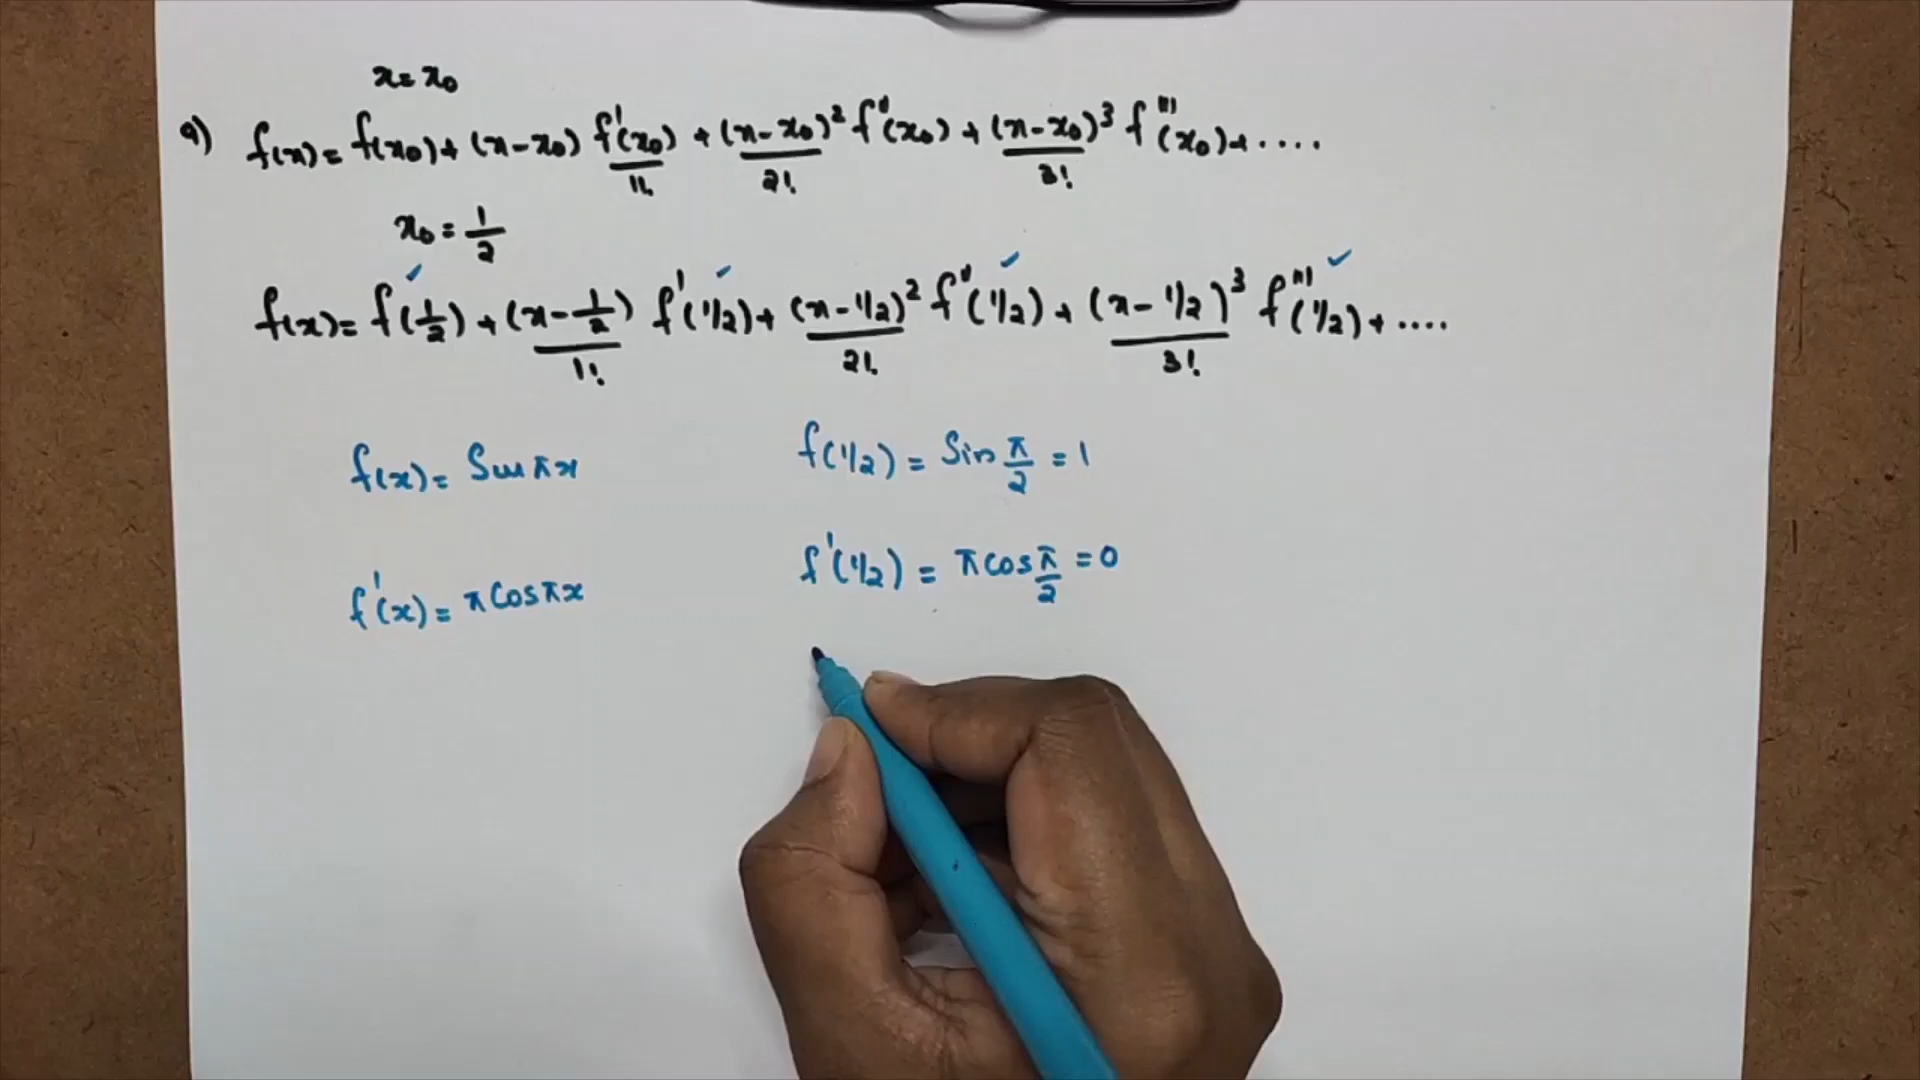 x = x₀
9) f(x) = f(x₀) + (x-x₀) f'(x₀)/1! + (x-x₀)²/2! f''(x₀) + (x-x₀)³/3! f'''(x₀) + ....
x₀ = 1/2
f(x) = f(1/2) + (x-1/2)/1! f'(1/2) + (x-1/2)²/2! f''(1/2) + (x-1/2)³/3! f'''(1/2) + ....
f(x) = Sin πx f(1/2) = Sin π/2 = 1
f'(x) = π Cos πx f'(1/2) = π cos π/2 = 0